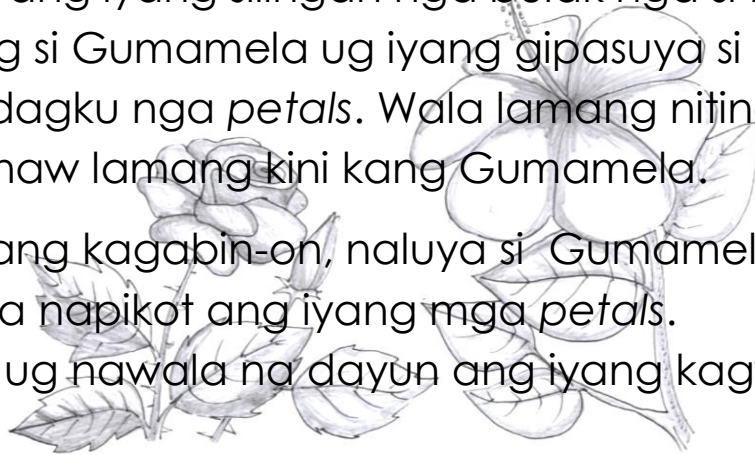 g si Gumamela ug iyang gipasuya si
dagku nga petals. Wala lamang nitin
naw lamang kini kang Gumamela.
ang kagabin-on, naluya si Gumamel
a napikot ang iyang mga petals.
ug nawala na dayun ang iyang kag